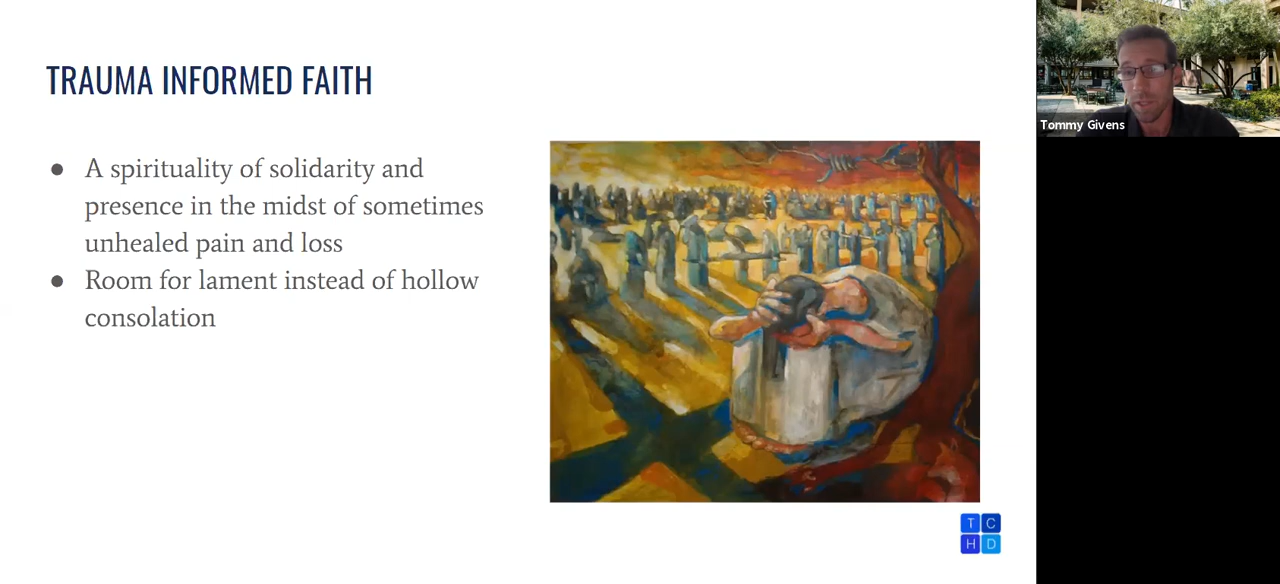 TRAUMA INFORMED FAITH
● A spirituality of solidarity and
presence in the midst of sometimes
unhealed pain and loss
● Room for lament instead of hollow
consolation
T C
H D
Tommy Givens